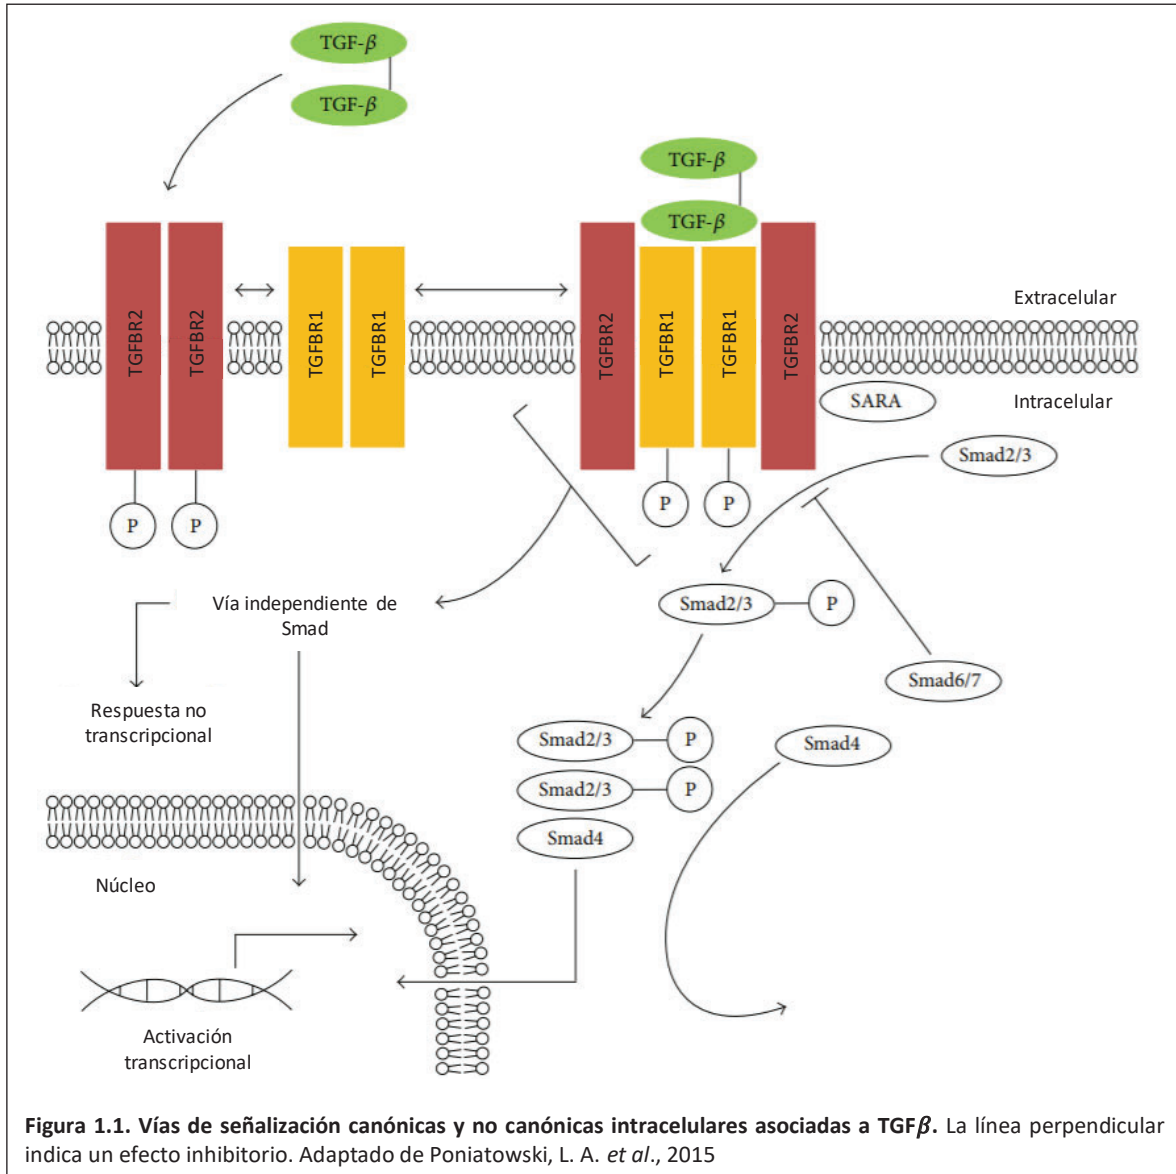 TGF-β
TGF-β
TGF-β
TGF-β
TGFBR2
TGFBR2
TGFBR1
TGFBR1
TGFBR2
TGFBR1
TGFBR1
TGFBR2
Extracelular
SARA
Intracelular
Smad2/3
P
P
P
P
Smad2/3
P
Vía independiente de
Smad
Smad6/7
Respuesta no
transcripcional
Smad2/3
P
Smad4
Smad2/3
P
Smad4
Núcleo
Activación
transcripcional
Figura 1.1. Vías de señalización canónicas y no canónicas intracelulares asociadas a TGFβ. La línea perpendicular
indica un efecto inhibitorio. Adaptado de Poniatowski, L. A. et al., 2015